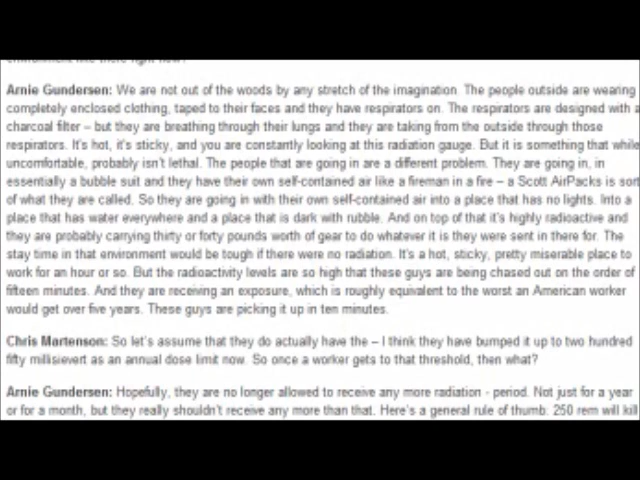 environment like there right now?
Arnie Gundersen: We are not out of the woods by any stretch of the imagination. The people outside are wearing
completely enclosed clothing, taped to their faces and they have respirators on. The respirators are designed with a
charcoal filter – but they are breathing through their lungs and they are taking from the outside through those
respirators. It's hot, it's sticky, and you are constantly looking at this radiation gauge. But it is something that while
uncomfortable, probably isn't lethal. The people that are going in are a different problem. They are going in, in
essentially a bubble suit and they have their own self-contained air like a fireman in a fire – a Scott AirPacks is sort
of what they are called. So they are going in with their own self-contained air into a place that has no lights. Into a
place that has water everywhere and a place that is dark with rubble. And on top of that it's highly radioactive and
they are probably carrying thirty or forty pounds worth of gear to do whatever it is they were sent in there for. The
stay time in that environment would be tough if there were no radiation. It's a hot, sticky, pretty miserable place to
work for an hour or so. But the radioactivity levels are so high that these guys are being chased out on the order of
fifteen minutes. And they are receiving an exposure, which is roughly equivalent to the worst an American worker
would get over five years. These guys are picking it up in ten minutes.
Chris Martenson: So let's assume that they do actually have the – I think they have bumped it up to two hundred
fifty millisievert as an annual dose limit now. So once a worker gets to that threshold, then what?
Arnie Gundersen: Hopefully, they are no longer allowed to receive any more radiation - period. Not just for a year
or for a month, but they really shouldn't receive any more than that. Here's a general rule of thumb: 250 rem will kill